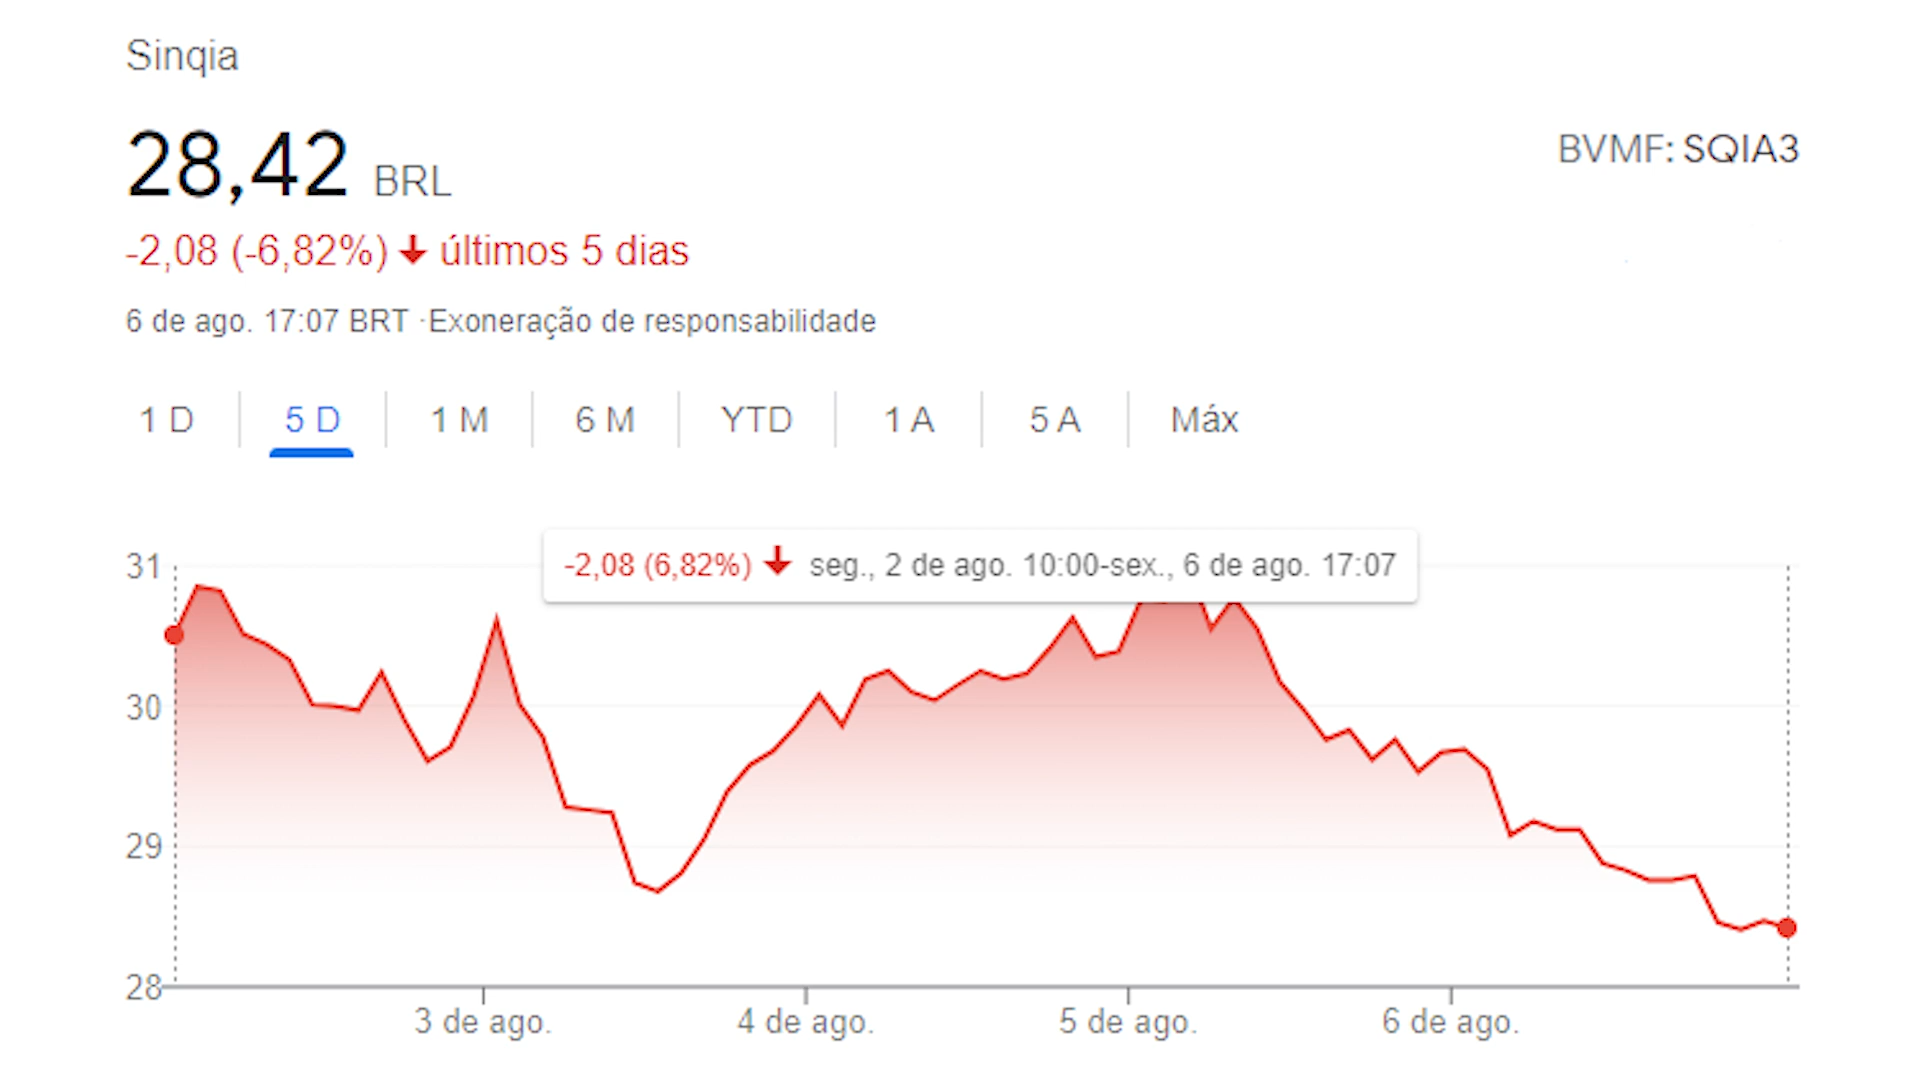 Sinqia
28,42 BRL
BVMF: SQIA3
-2,08 (-6,82%) ↓ últimos 5 dias
6 de ago. 17:07 BRT ·Exoneração de responsabilidade
1 D 5 D 1 M 6 M YTD 1 A 5 A Máx
-2,08 (6,82%) ↓ seg., 2 de ago. 10:00-sex., 6 de ago. 17:07
31
30
29
28
3 de ago. 4 de ago. 5 de ago. 6 de ago.